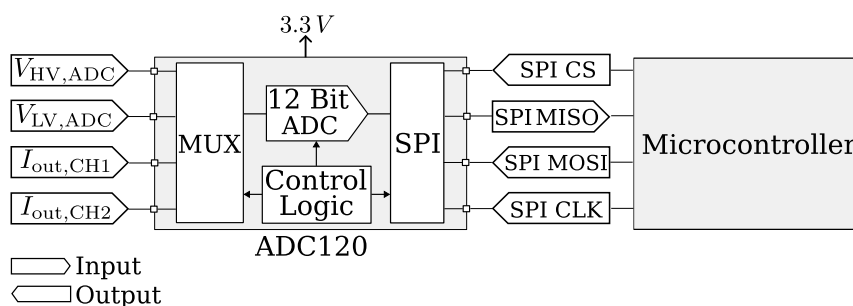 3.3 V
V_HV,ADC
V_LV,ADC
I_out,CH1
I_out,CH2
MUX
12 Bit
ADC
Control
Logic
SPI
ADC120
SPI CS
SPI MISO
SPI MOSI
SPI CLK
Microcontroller
Input
Output